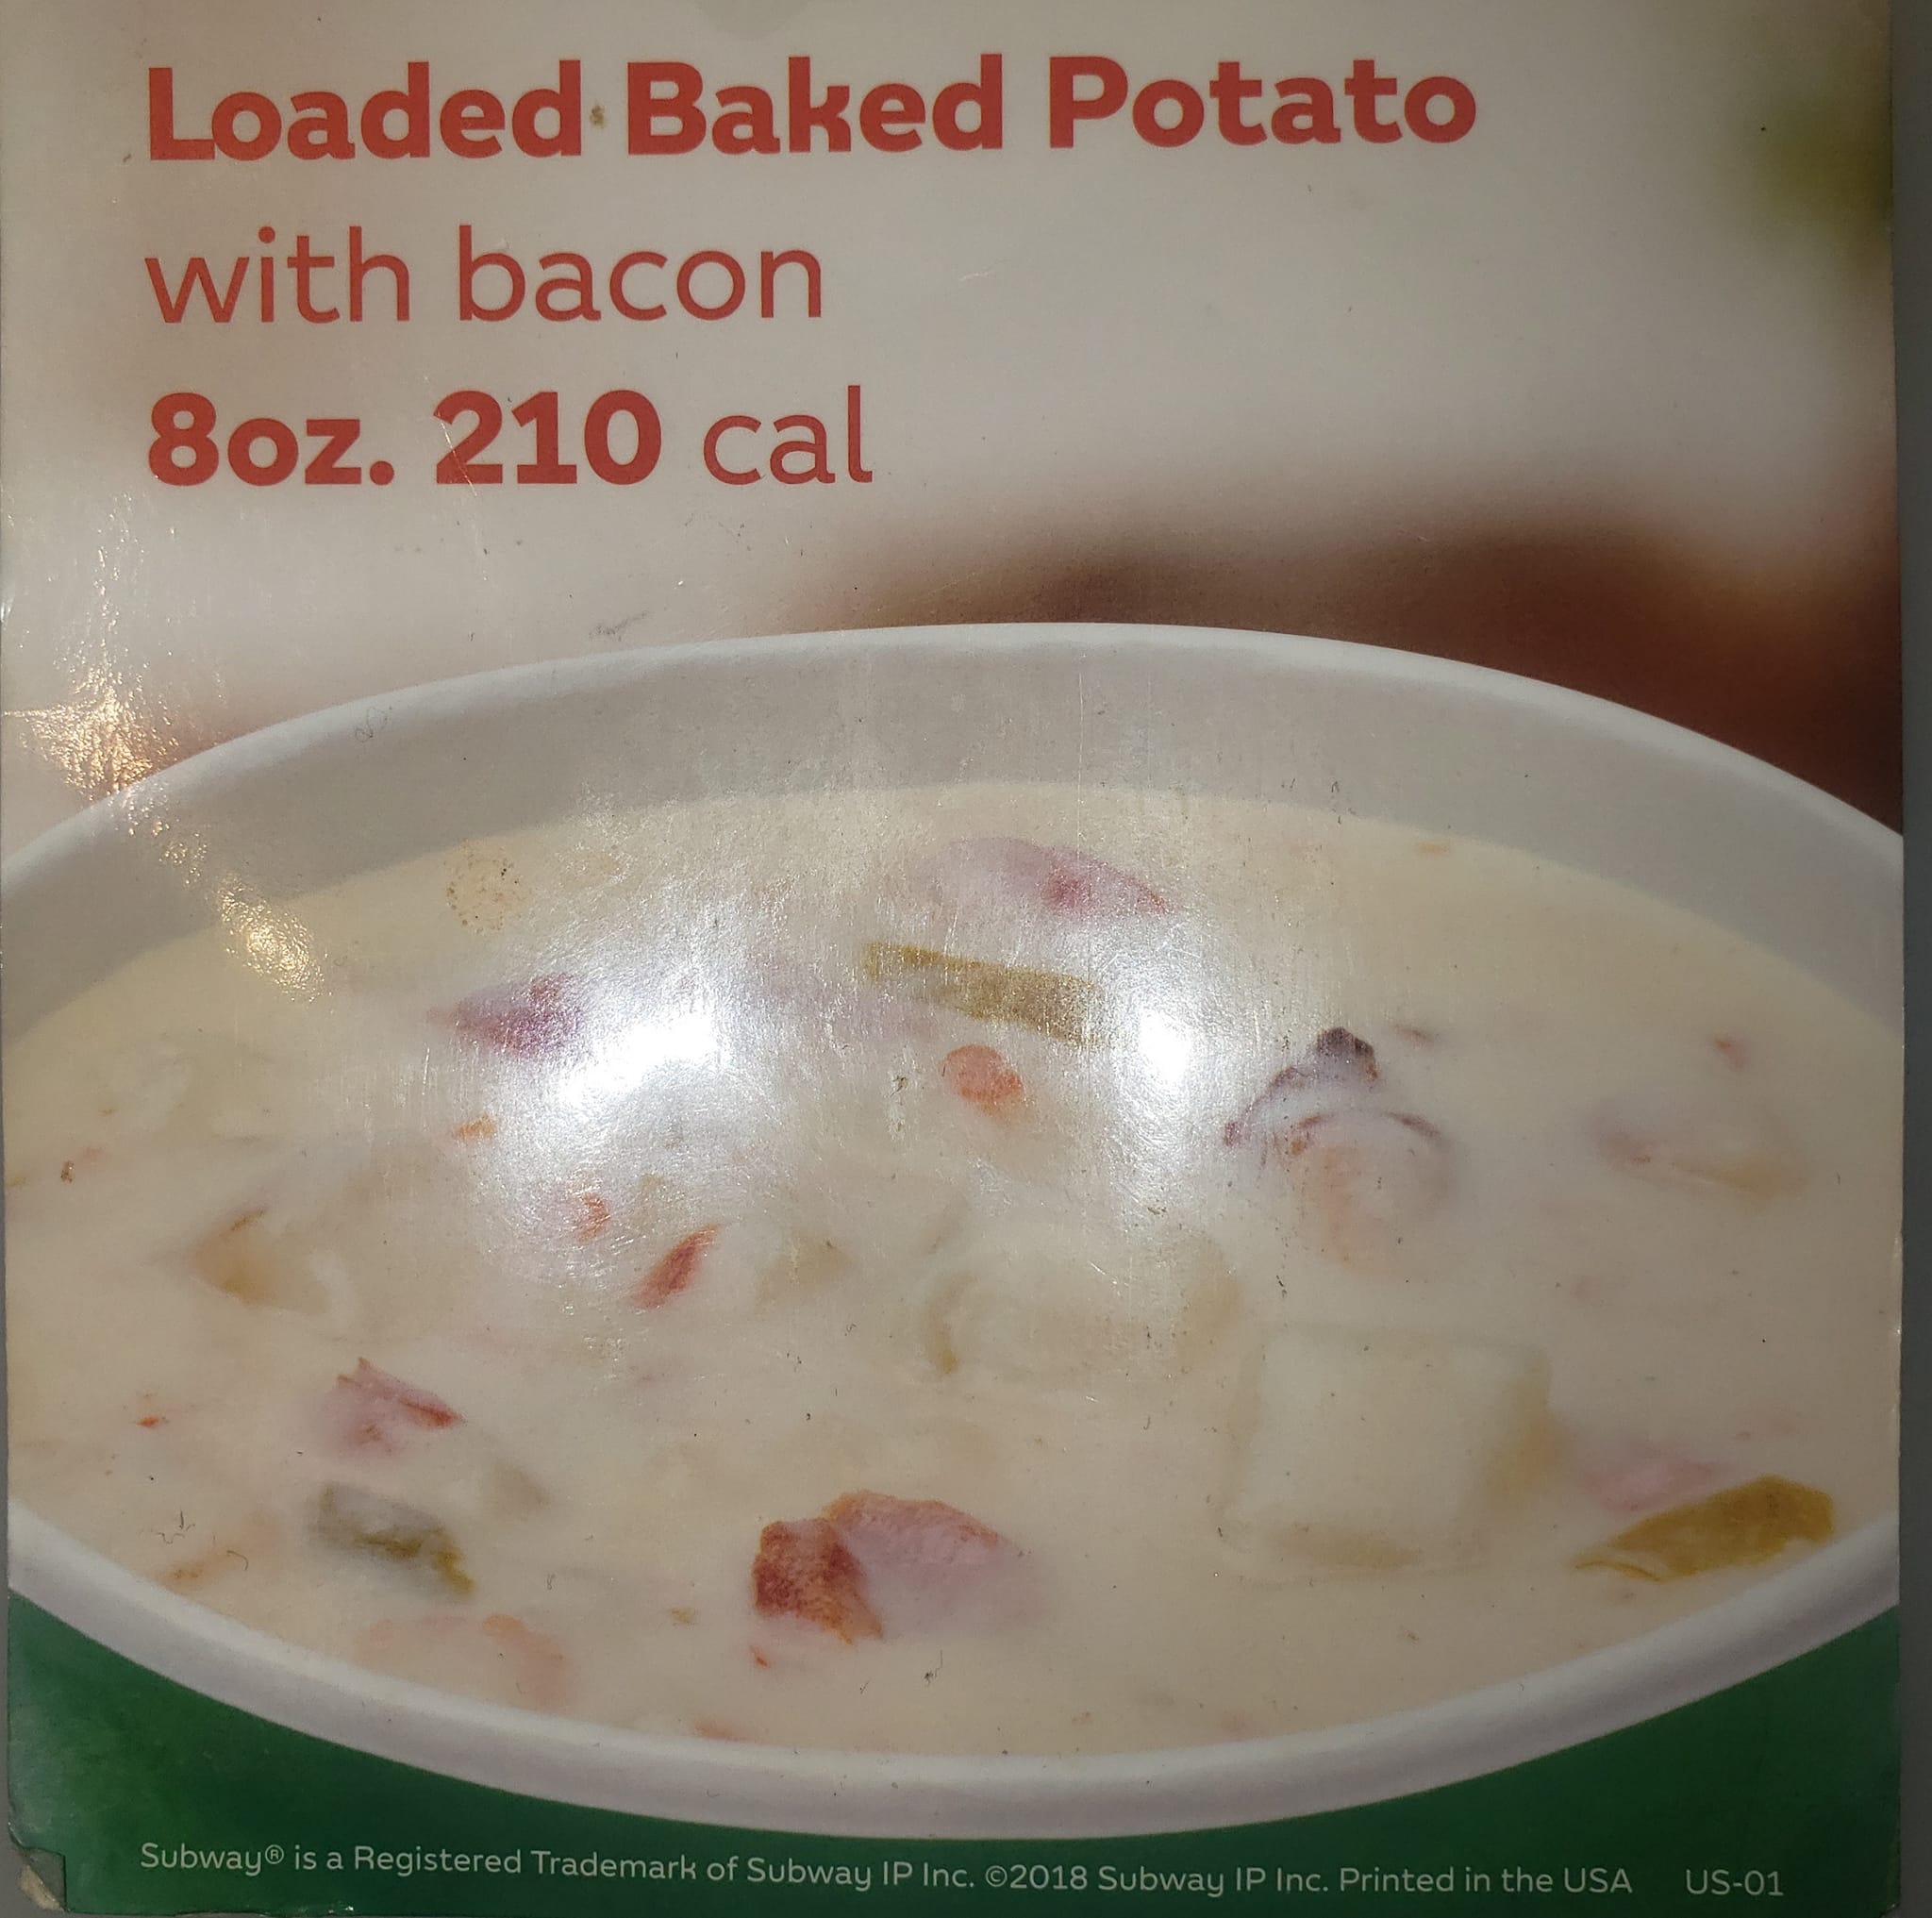 Loaded Baked Potato
with bacon
8oz. 210 cal
Subway® is a Registered Trademark of Subway IP Inc. ©2018 Subway IP Inc. Printed in the USA US-01